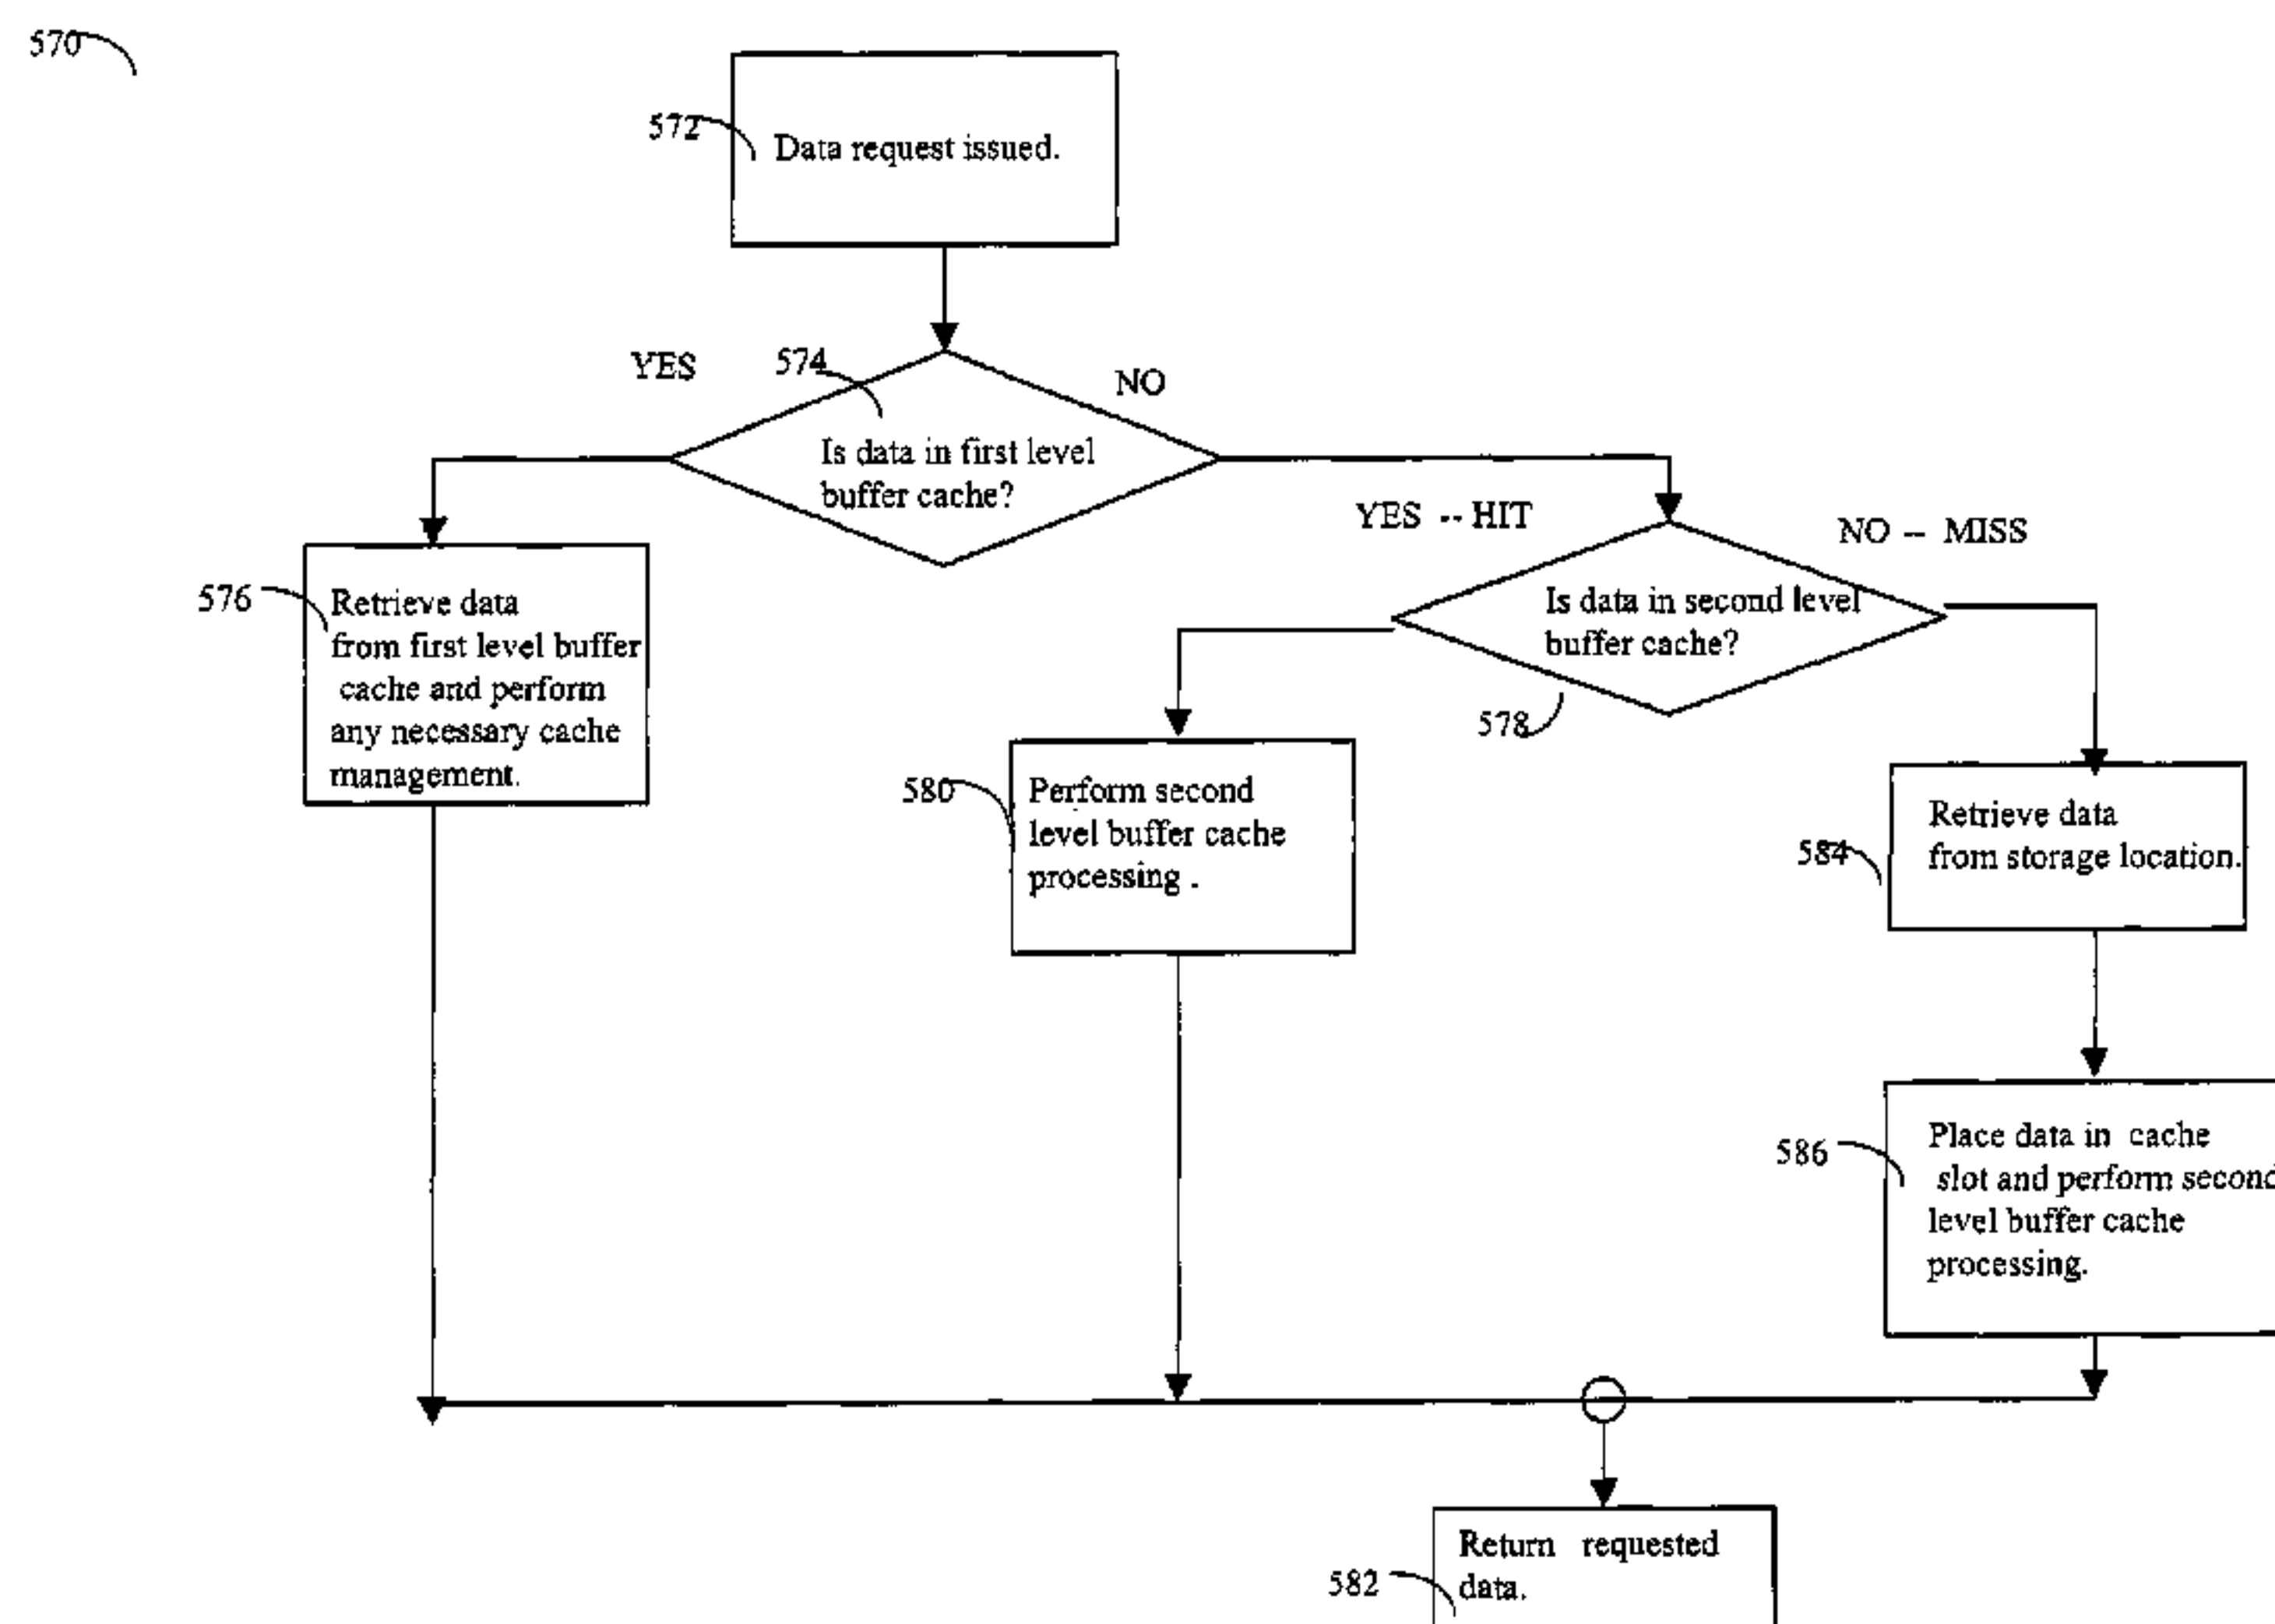 570
572
Data request issued.
YES
574
NO
Is data in first level
buffer cache?
YES -- HIT
NO -- MISS
576
Retrieve data
from first level buffer
cache and perform
any necessary cache
management.
Is data in second level
buffer cache?
578
580
Perform second
level buffer cache
processing .
584
Retrieve data
from storage location.
586
Place data in cache
slot and perform second
level buffer cache
processing.
582
Return requested
data.